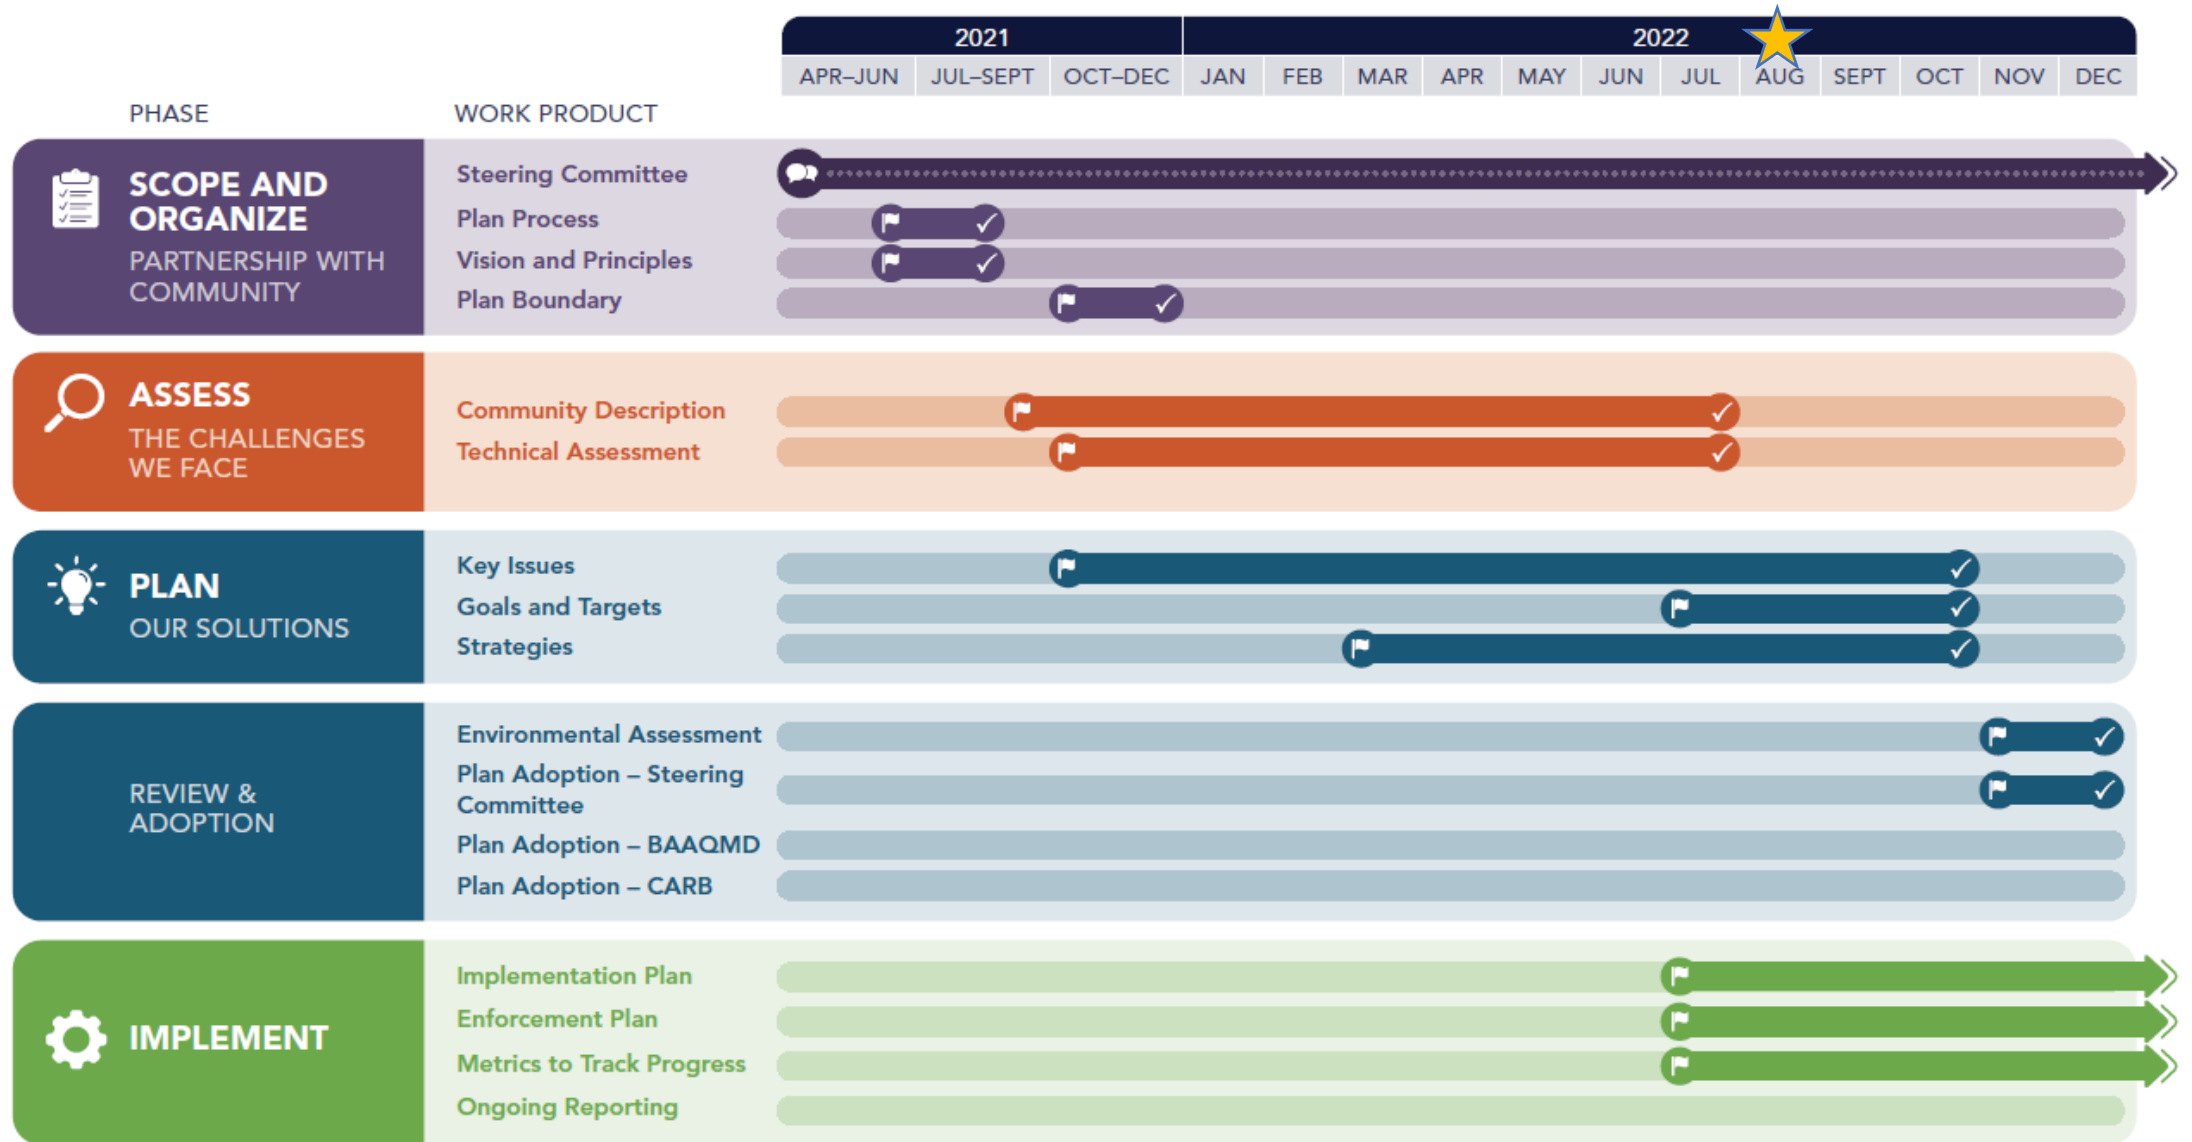 2021 2022
APR–JUN JUL–SEPT OCT–DEC JAN FEB MAR APR MAY JUN JUL AUG SEPT OCT NOV DEC
PHASE WORK PRODUCT
SCOPE AND
ORGANIZE
PARTNERSHIP WITH
COMMUNITY
Steering Committee
Plan Process
Vision and Principles
Plan Boundary
ASSESS
THE CHALLENGES
WE FACE
Community Description
Technical Assessment
PLAN
OUR SOLUTIONS
Key Issues
Goals and Targets
Strategies
REVIEW &
ADOPTION
Environmental Assessment
Plan Adoption – Steering
Committee
Plan Adoption – BAAQMD
Plan Adoption – CARB
IMPLEMENT
Implementation Plan
Enforcement Plan
Metrics to Track Progress
Ongoing Reporting